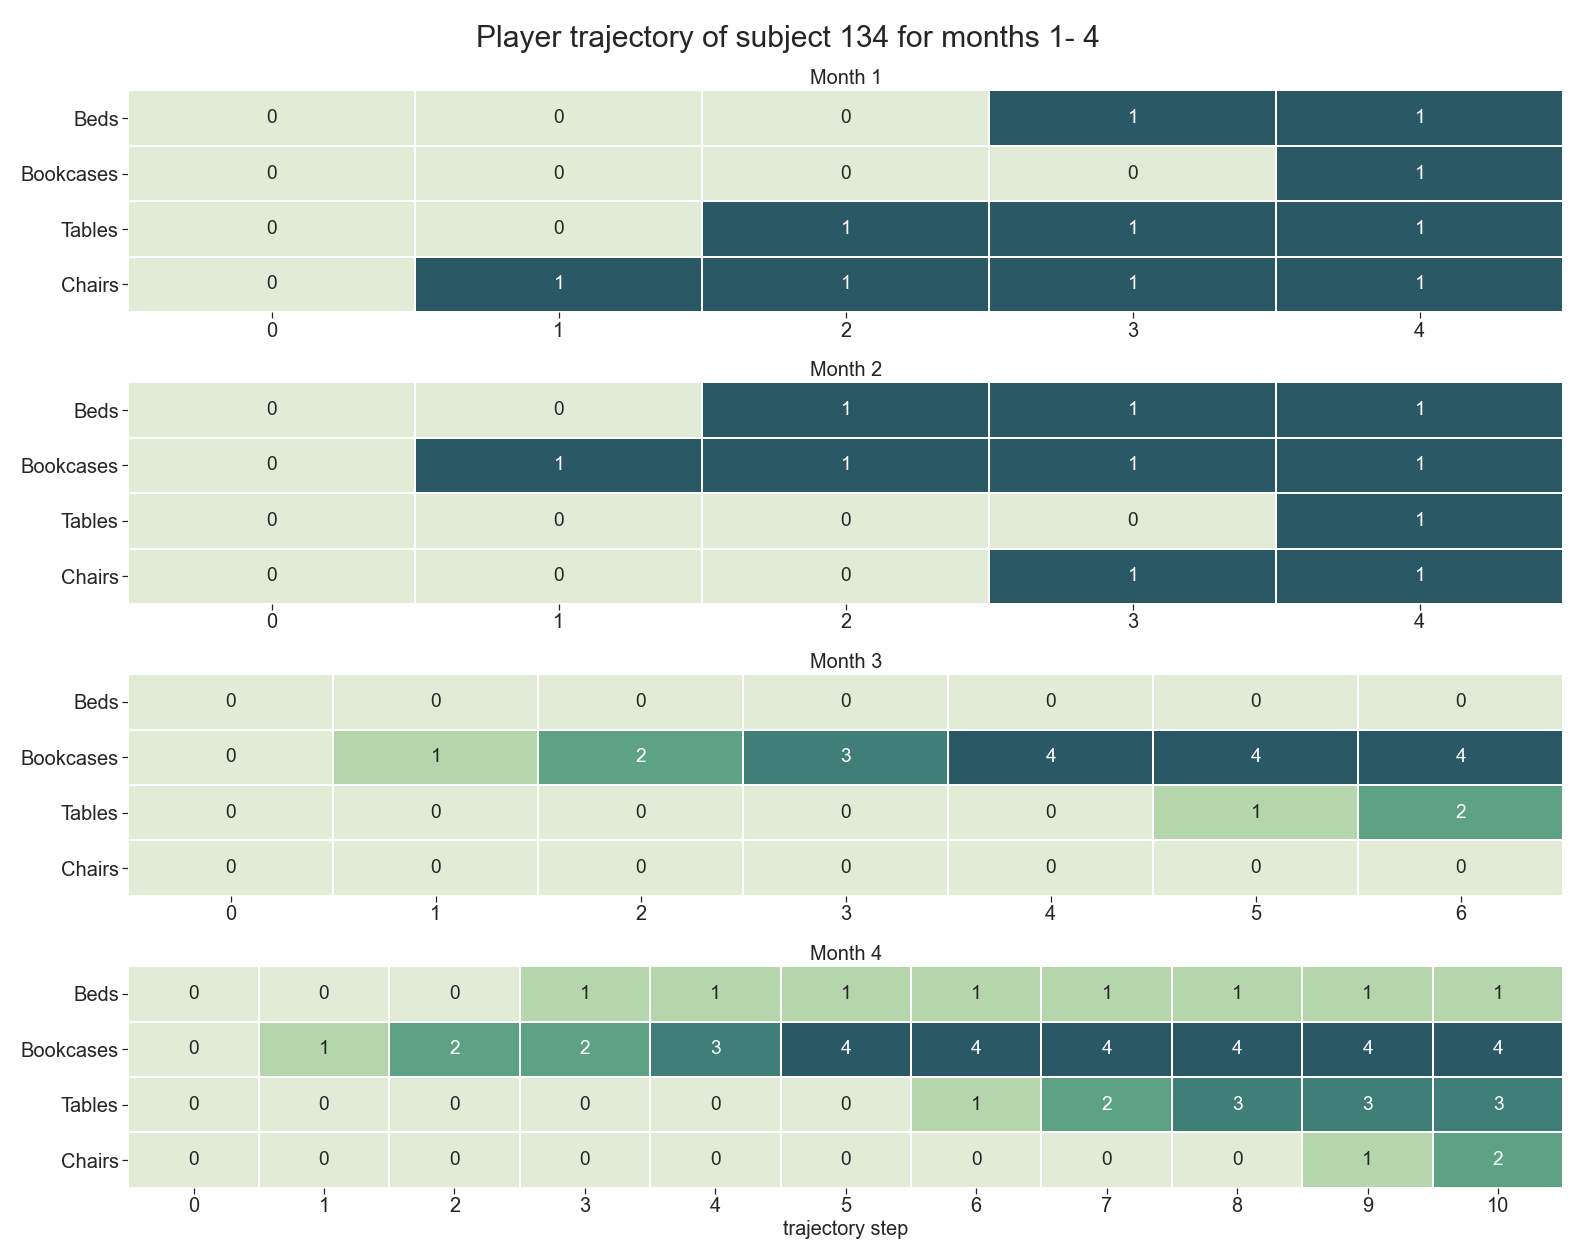 Player trajectory of subject 134 for months 1- 4
Month 1
Beds 0 0 0 1 1
Bookcases 0 0 0 0 1
Tables 0 0 1 1 1
Chairs 0 1 1 1 1
0 1 2 3 4
Month 2
Beds 0 0 1 1 1
Bookcases 0 1 1 1 1
Tables 0 0 0 0 1
Chairs 0 0 0 1 1
0 1 2 3 4
Month 3
Beds 0 0 0 0 0 0 0
Bookcases 0 1 2 3 4 4 4
Tables 0 0 0 0 0 1 2
Chairs 0 0 0 0 0 0 0
0 1 2 3 4 5 6
Month 4
Beds 0 0 0 1 1 1 1 1 1 1 1
Bookcases 0 1 2 2 3 4 4 4 4 4 4
Tables 0 0 0 0 0 0 1 2 3 3 3
Chairs 0 0 0 0 0 0 0 0 0 1 2
0 1 2 3 4 5 6 7 8 9 10
trajectory step